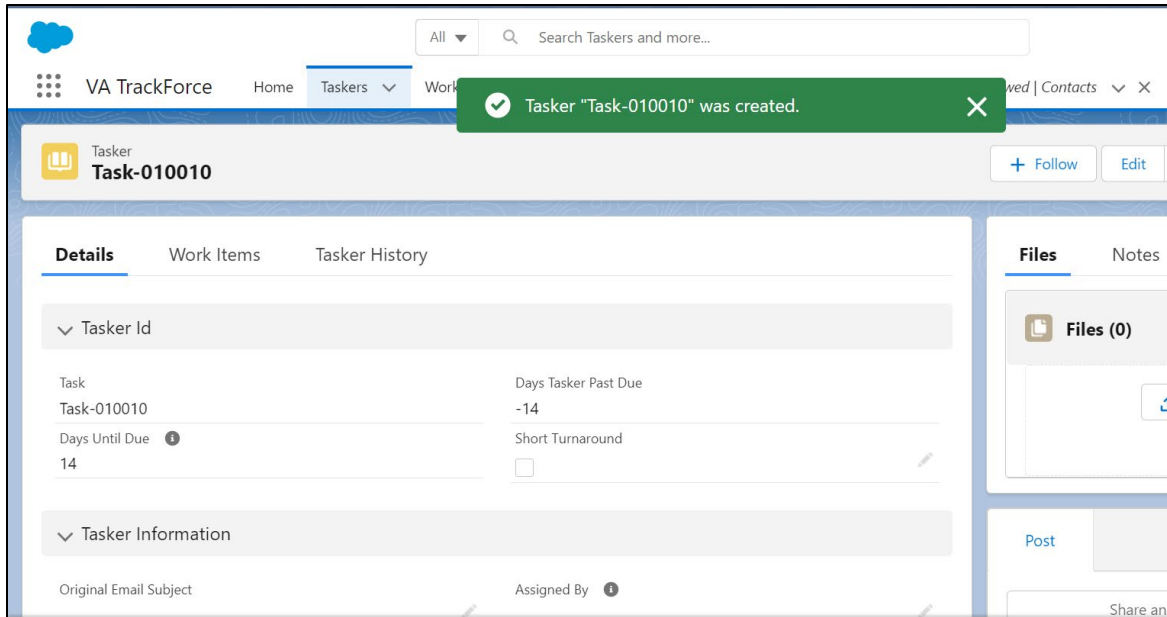 All
Search Taskers and more...
VA TrackForce Home Taskers Work
Tasker "Task-010010" was created.
wed | Contacts
Tasker
Task-010010
+ Follow Edit
Details Work Items Tasker History
Files Notes
Tasker Id
Files (0)
Task
Task-010010
Days Tasker Past Due
-14
Days Until Due
14
Short Turnaround
Tasker Information
Post
Original Email Subject
Assigned By
Share an